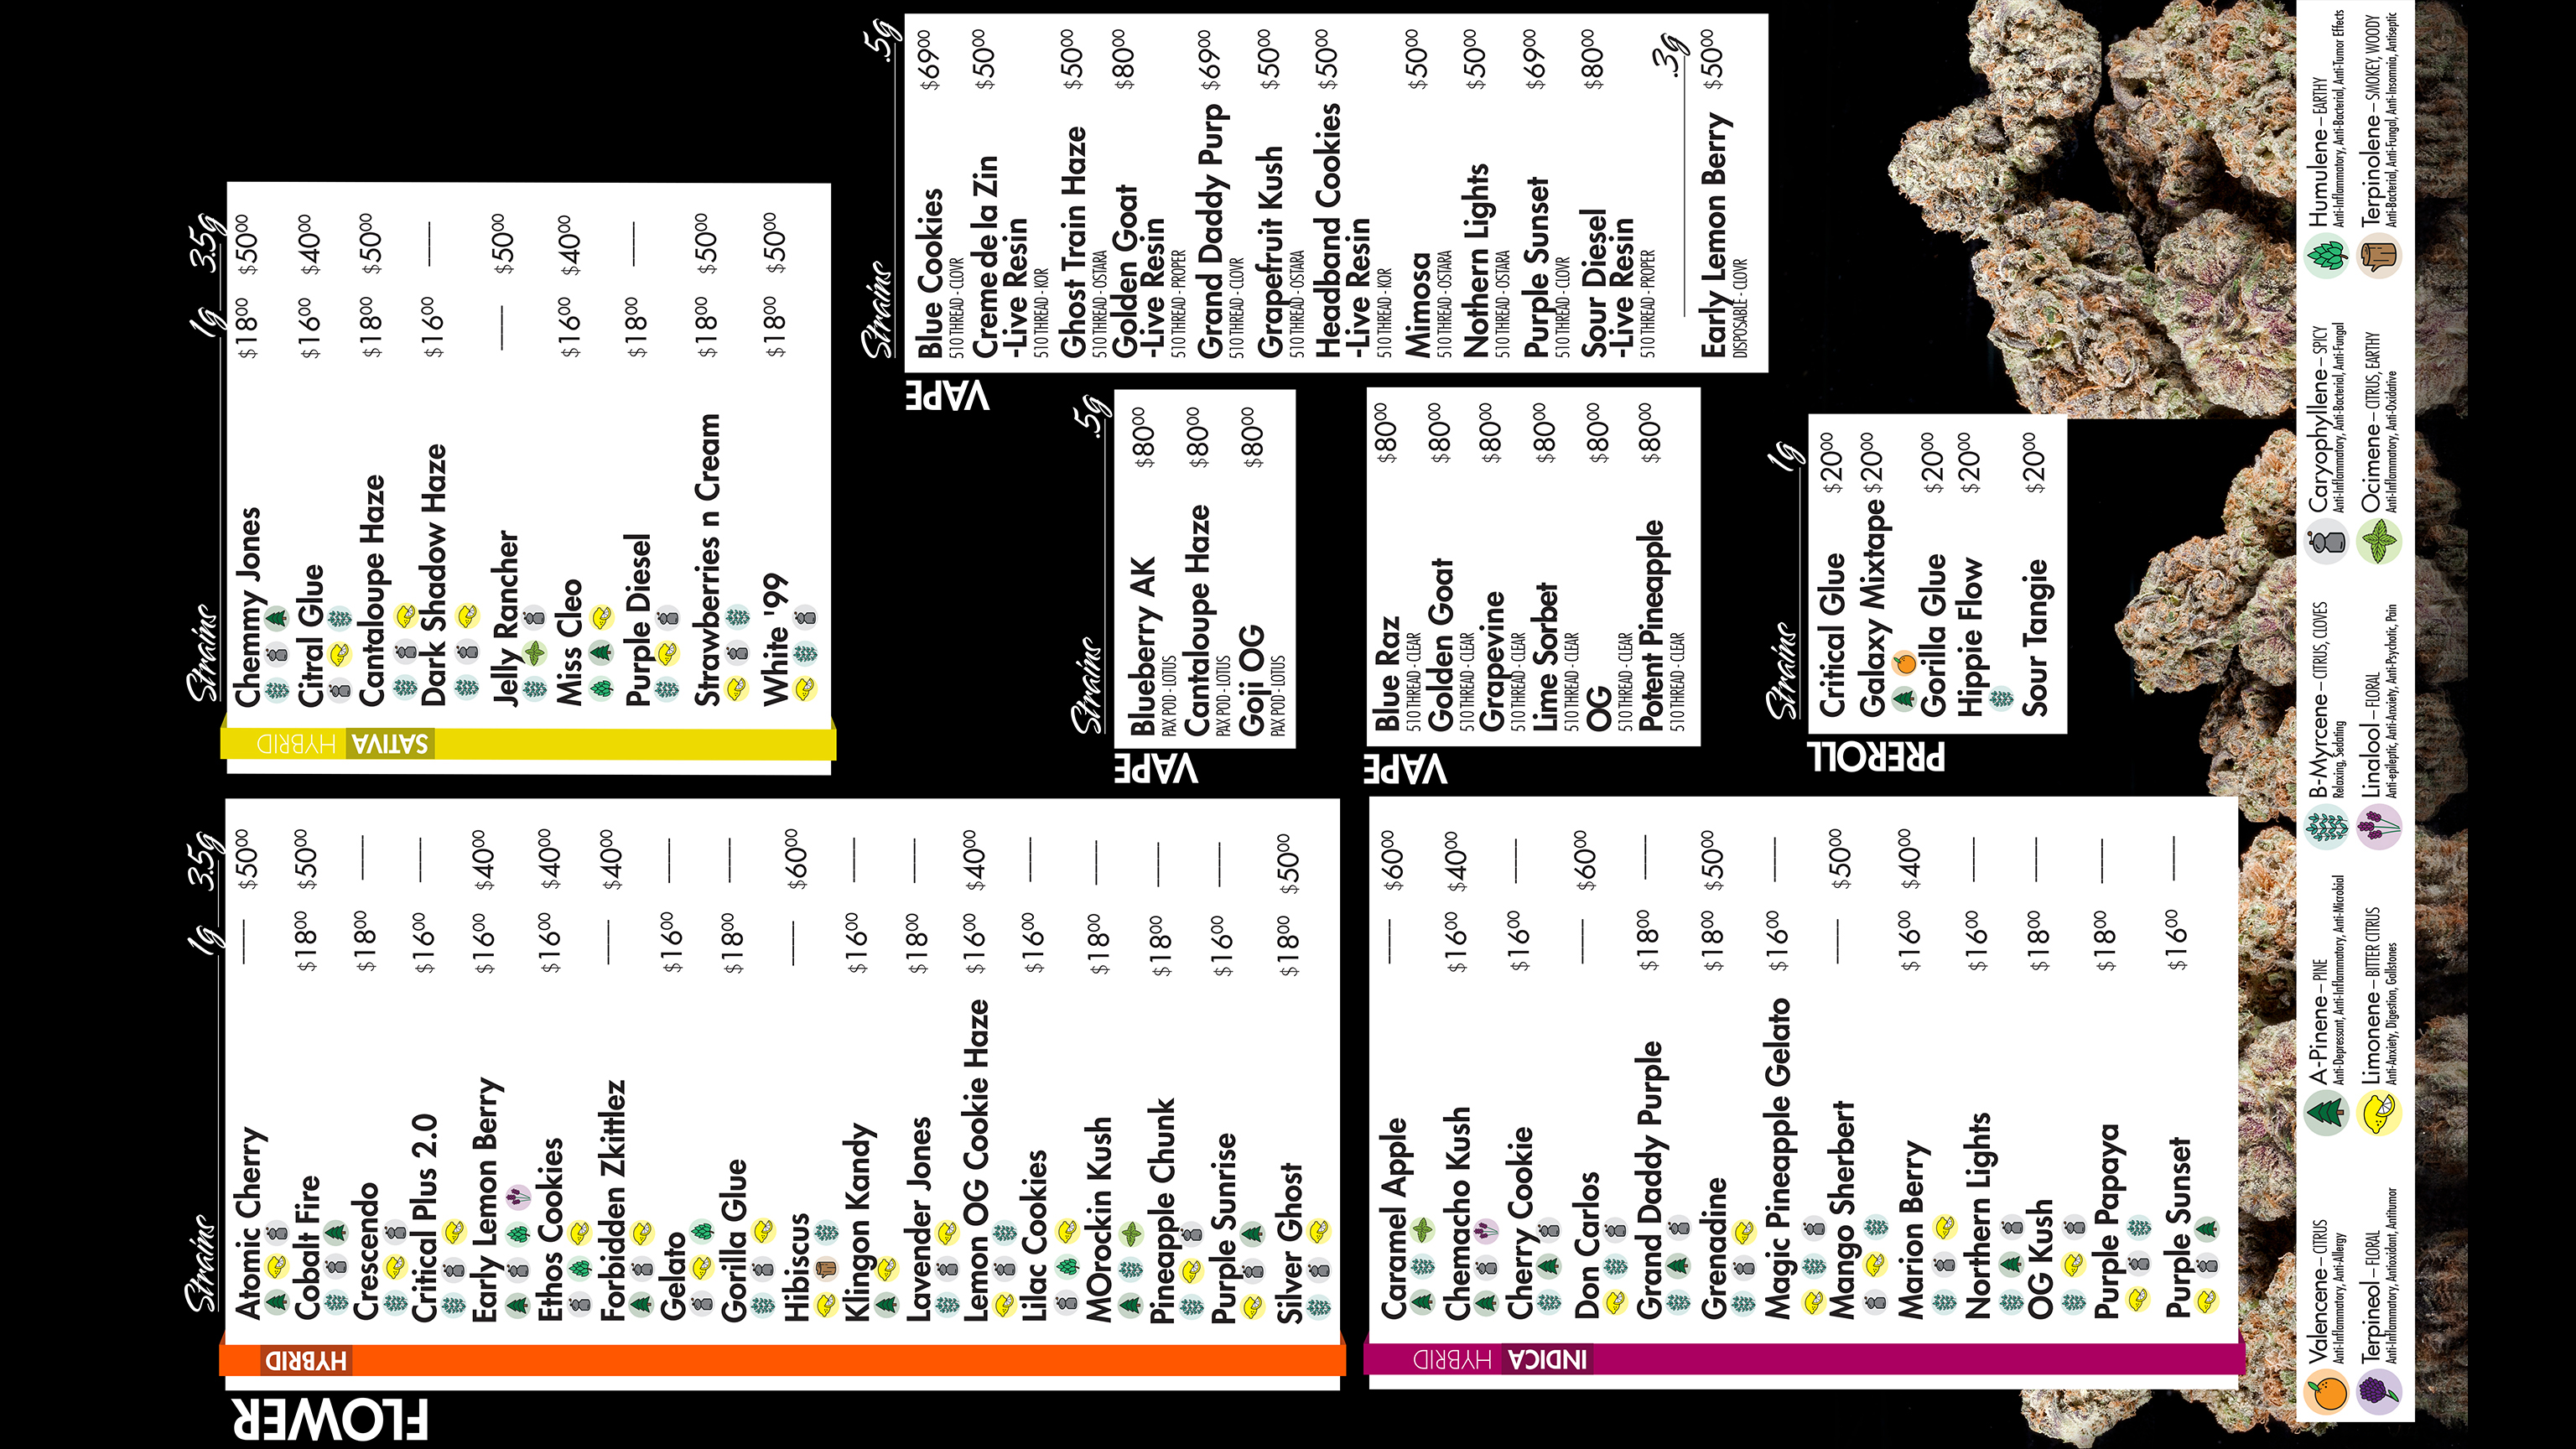 FLOWER
HYBRID
Strains 1g 3.5g
Atomic Cherry — $50.00
Cobalt Fire $18.00 $50.00
Crescendo $18.00 —
Critical Plus 2.0 $16.00 —
Early Lemon Berry $16.00 $40.00
Ethos Cookies $16.00 $40.00
Forbidden Zkittlez — $40.00
Gelato $16.00 —
Gorilla Glue $18.00 —
Hibiscus — $60.00
Klingon Kandy $16.00 —
Lavender Jones $18.00 —
Lemon OG Cookie Haze $16.00 $40.00
Lilac Cookies $16.00 —
MOrockin Kush $18.00 —
Pineapple Chunk $18.00 —
Purple Sunrise $16.00 —
Silver Ghost $18.00 $50.00
HYBRID SATIVA
Strains 1g 3.5g
Chemmy Jones $18.00 $50.00
Citral Glue $16.00 $40.00
Cantaloupe Haze $18.00 $50.00
Dark Shadow Haze $16.00 —
Jelly Rancher — $50.00
Miss Cleo $16.00 $40.00
Purple Diesel $18.00 —
Strawberries n Cream $18.00 $50.00
White '99 $18.00 $50.00
HYBRID INDICA
Caramel Apple — $60.00
Chemacho Kush $16.00 $40.00
Cherry Cookie $16.00 —
Don Carlos — $60.00
Grand Daddy Purple $18.00 —
Grenadine $18.00 $50.00
Magic Pineapple Gelato $16.00 —
Mango Sherbert — $50.00
Marion Berry $16.00 $40.00
Northern Lights $16.00 —
OG Kush $18.00 —
Purple Papaya $18.00 —
Purple Sunset $16.00 —
VAPE
Strains .5g
Blueberry AK $80.00
PAX POD - LOTUS
Cantaloupe Haze $80.00
PAX POD - LOTUS
Goji OG $80.00
PAX POD - LOTUS
VAPE
Blue Raz $80.00
510 THREAD - CLEAR
Golden Goat $80.00
510 THREAD - CLEAR
Grapevine $80.00
510 THREAD - CLEAR
Lime Sorbet $80.00
510 THREAD - CLEAR
OG $80.00
510 THREAD - CLEAR
Potent Pineapple $80.00
510 THREAD - CLEAR
VAPE
Strains .5g
Blue Cookies $69.00
510 THREAD - CLOVR
Creme de la Zin $50.00
-Live Resin
510 THREAD - KOR
Ghost Train Haze $50.00
510 THREAD - OSTARA
Golden Goat $80.00
-Live Resin
510 THREAD - PROPER
Grand Daddy Purp $69.00
510 THREAD - CLOVR
Grapefruit Kush $50.00
510 THREAD - OSTARA
Headband Cookies $50.00
-Live Resin
510 THREAD - KOR
Mimosa $50.00
510 THREAD - OSTARA
Nothern Lights $50.00
510 THREAD - OSTARA
Purple Sunset $69.00
510 THREAD - CLOVR
Sour Diesel $80.00
-Live Resin
510 THREAD - PROPER
.3g
Early Lemon Berry $50.00
DISPOSABLE - CLOVR
PREROLL
Strains 1g
Critical Glue $20.00
Galaxy Mixtape $20.00
Gorilla Glue $20.00
Hippie Flow $20.00
Sour Tangie $20.00
Valencene – CITRUS
Anti-Inflammatory, Anti-Allergy
A-Pinene – PINE
Anti-Depressant, Anti-Inflammatory, Anti-Microbial
B-Myrcene – CITRUS, CLOVES
Relaxing, Sedating
Caryophyllene – SPICY
Anti-Inflammatory, Anti-Bacterial, Anti-Fungal
Humulene – EARTHY
Anti-Inflammatory, Anti-Bacterial, Anti-Tumor Effects
Terpineol – FLORAL
Anti-Inflammatory, Antioxidant, Antitumor
Limonene – BITTER CITRUS
Anti-Anxiety, Digestion, Gallstones
Linalool – FLORAL
Anti-epileptic, Anti-Anxiety, Anti-Psychotic, Pain
Ocimene – CITRUS, EARTHY
Anti-Inflammatory, Anti-Oxidative
Terpinolene – SMOKEY, WOODY
Anti-Bacterial, Anti-Fungal, Anti-Insomnia, Antiseptic